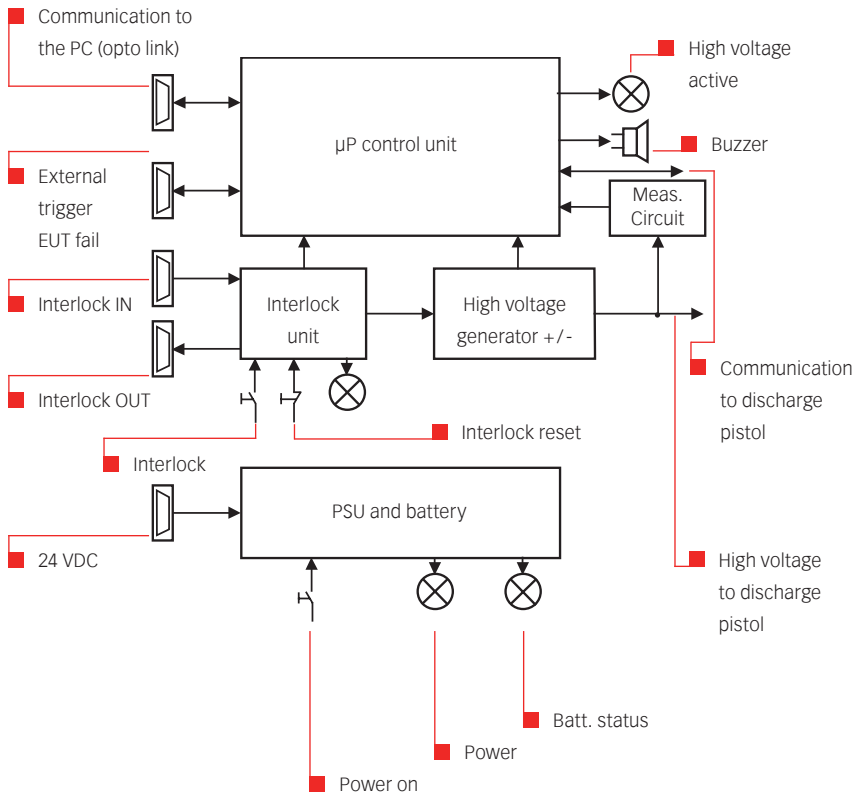 Communication to
the PC (opto link)
High voltage
active
µP control unit
Buzzer
External
trigger
EUT fail
Meas.
Circuit
Interlock IN
Interlock
unit
High voltage
generator +/-
Interlock OUT
Communication
to discharge
pistol
Interlock reset
Interlock
PSU and battery
24 VDC
High voltage
to discharge
pistol
Batt. status
Power
Power on